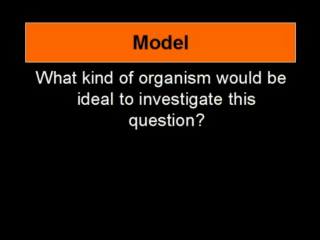 Model
What kind of organism would be
ideal to investigate this
question?